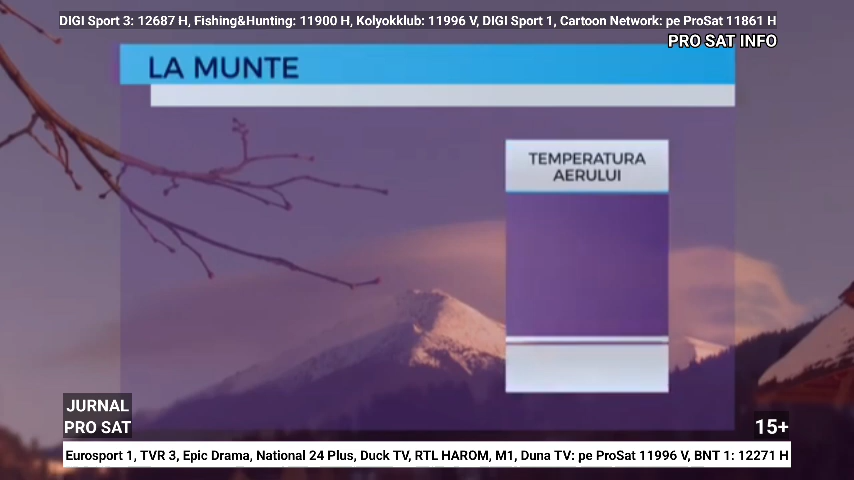 DIGI Sport 3: 12687 H, Fishing&Hunting: 11900 H, Kolyokklub: 11996 V, DIGI Sport 1, Cartoon Network: pe ProSat 11861 H
PRO SAT INFO
LA MUNTE
TEMPERATURA
AERULUI
JURNAL
PRO SAT
15+
Eurosport 1, TVR 3, Epic Drama, National 24 Plus, Duck TV, RTL HAROM, M1, Duna TV: pe ProSat 11996 V, BNT 1: 12271 H